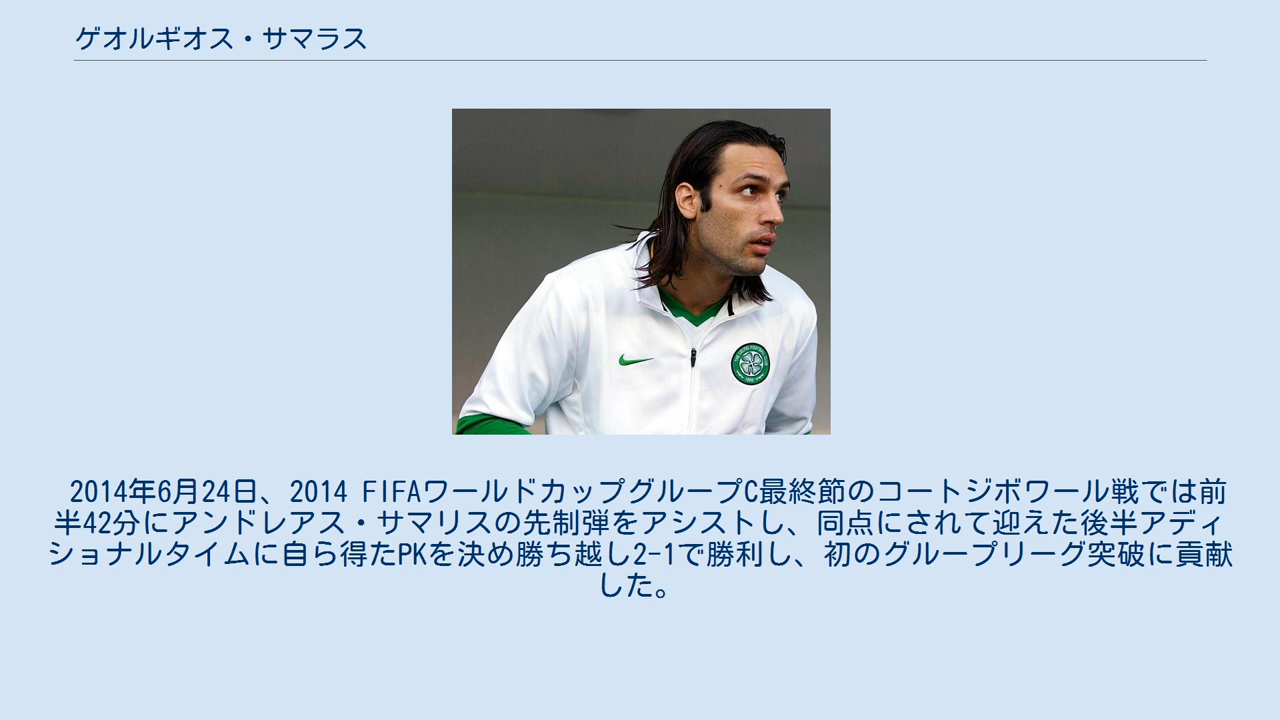 ゲオルギオス・サマラス
2014年6月24日、2014 FIFAワールドカップグループC最終節のコートジボワール戦では前
半42分にアンドレアス・サマリスの先制弾をアシストし、同点にされて迎えた後半アディ
ショナルタイムに自ら得たPKを決め勝ち越し2-1で勝利し、初のグループリーグ突破に貢献
した。